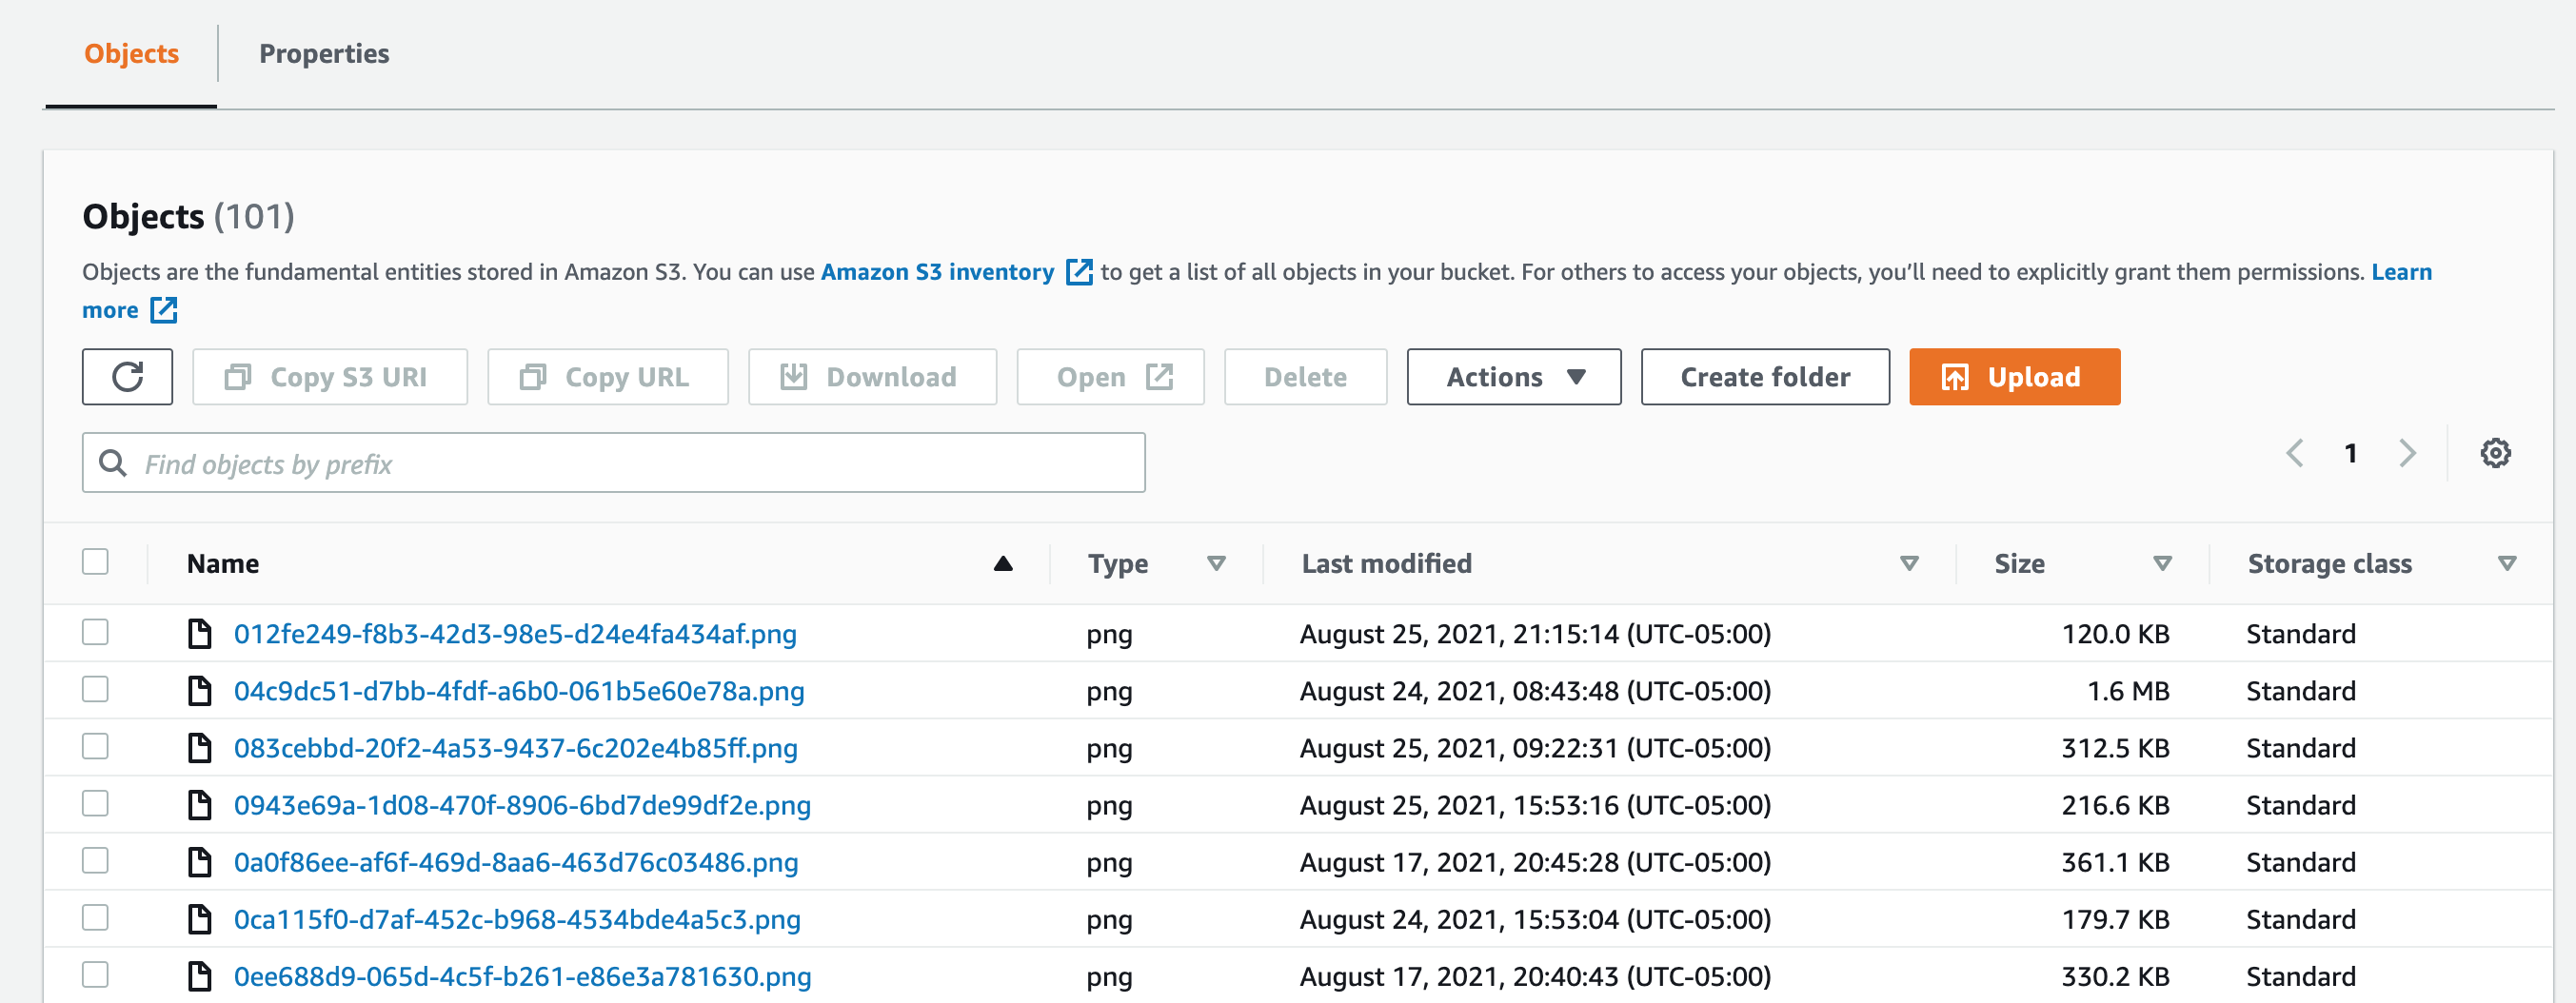 Objects Properties
Objects (101)
Objects are the fundamental entities stored in Amazon S3. You can use Amazon S3 inventory to get a list of all objects in your bucket. For others to access your objects, you’ll need to explicitly grant them permissions. Learn
more
Copy S3 URI Copy URL Download Open Delete Actions Create folder Upload
Find objects by prefix 1
Name Type Last modified Size Storage class
012fe249-f8b3-42d3-98e5-d24e4fa434af.png png August 25, 2021, 21:15:14 (UTC-05:00) 120.0 KB Standard
04c9dc51-d7bb-4fdf-a6b0-061b5e60e78a.png png August 24, 2021, 08:43:48 (UTC-05:00) 1.6 MB Standard
083cebbd-20f2-4a53-9437-6c202e4b85ff.png png August 25, 2021, 09:22:31 (UTC-05:00) 312.5 KB Standard
0943e69a-1d08-470f-8906-6bd7de99df2e.png png August 25, 2021, 15:53:16 (UTC-05:00) 216.6 KB Standard
0a0f86ee-af6f-469d-8aa6-463d76c03486.png png August 17, 2021, 20:45:28 (UTC-05:00) 361.1 KB Standard
0ca115f0-d7af-452c-b968-4534bde4a5c3.png png August 24, 2021, 15:53:04 (UTC-05:00) 179.7 KB Standard
0ee688d9-065d-4c5f-b261-e86e3a781630.png png August 17, 2021, 20:40:43 (UTC-05:00) 330.2 KB Standard